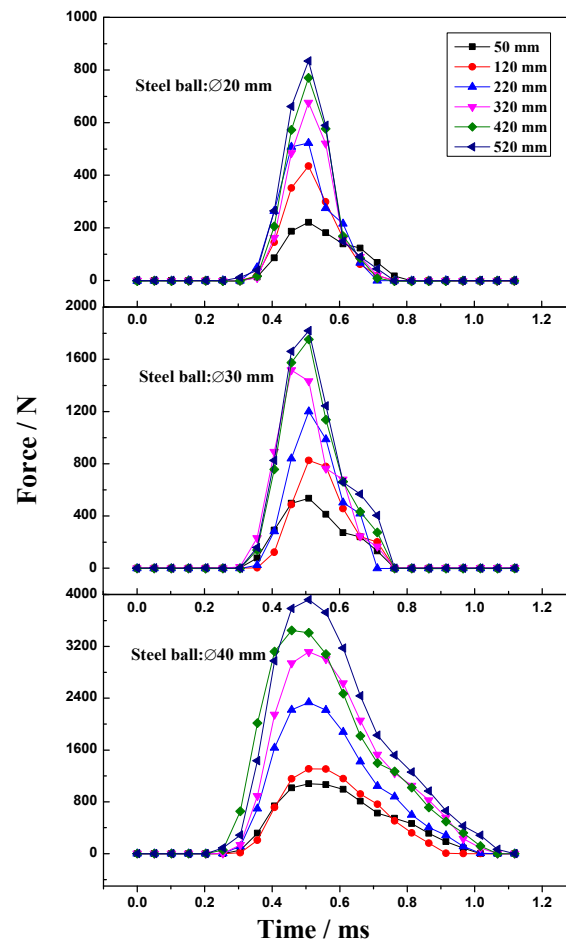 1000
800
600
400
200
0
Steel ball:∅20 mm
50 mm
120 mm
220 mm
320 mm
420 mm
520 mm
0.0 0.2 0.4 0.6 0.8 1.0 1.2
2000
1600
1200
800
400
0
Steel ball:∅30 mm
0.0 0.2 0.4 0.6 0.8 1.0 1.2
4000
3200
2400
1600
800
0
Steel ball:∅40 mm
0.0 0.2 0.4 0.6 0.8 1.0 1.2
Force / N
Time / ms